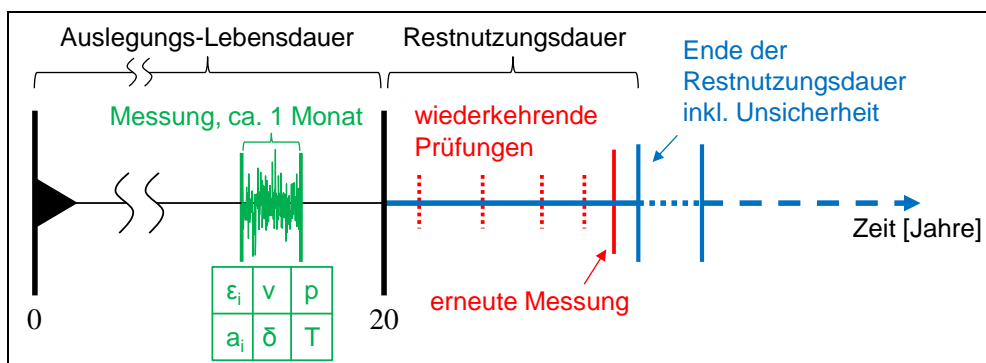 Auslegungs-Lebensdauer
Restnutzungsdauer
Ende der
Restnutzungsdauer
inkl. Unsicherheit
Messung, ca. 1 Monat
wiederkehrende
Prüfungen
Zeit [Jahre]
εi v p
ai δ T
erneute Messung
0
20